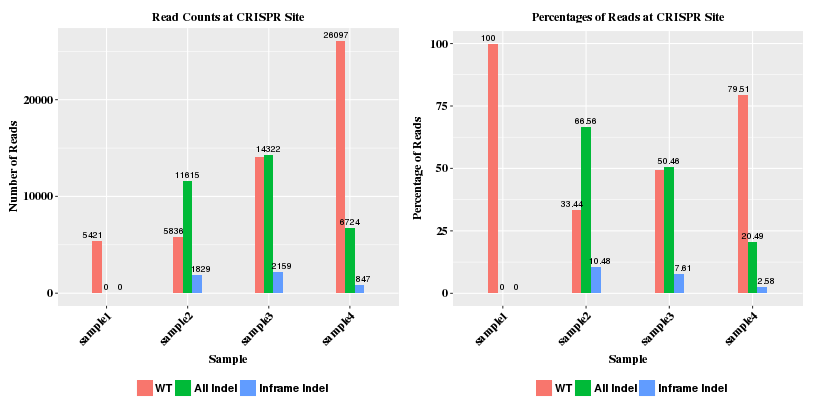 Read Counts at CRISPR Site
Number of Reads
20000
10000
0
5421
0
0
5836
11615
1829
14322
2159
26097
6724
847
sample1
sample2
sample3
sample4
Sample
WT
All Indel
Inframe Indel
Percentages of Reads at CRISPR Site
Percentage of Reads
100
75
50
25
0
100
0
0
33.44
66.56
10.48
50.46
7.61
79.51
20.49
2.58
sample1
sample2
sample3
sample4
Sample
WT
All Indel
Inframe Indel